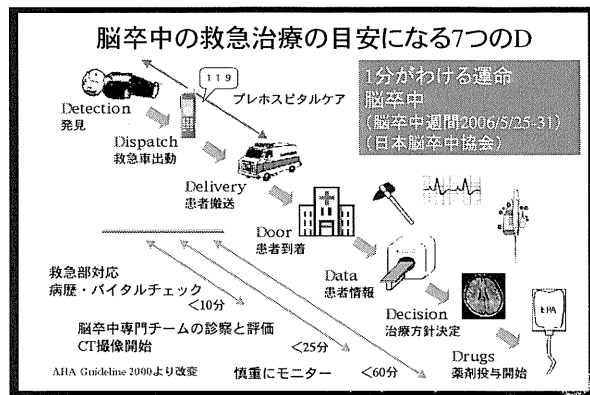 脳卒中の救急治療の目安になる7つのD
1分がわける運命
脳卒中
(脳卒中週間2006/5/25-31)
(日本脳卒中協会)
119
プレホスピタルケア
Detection
発見
Dispatch
救急車出動
Delivery
患者搬送
Door
患者到着
Data
患者情報
Decision
治療方針決定
Drugs
薬剤投与開始
救急部対応
病歴・バイタルチェック
<10分
脳卒中専門チームの診察と評価
CT撮像開始
<25分
慎重にモニター
<60分
AHA Guideline 2000より改変